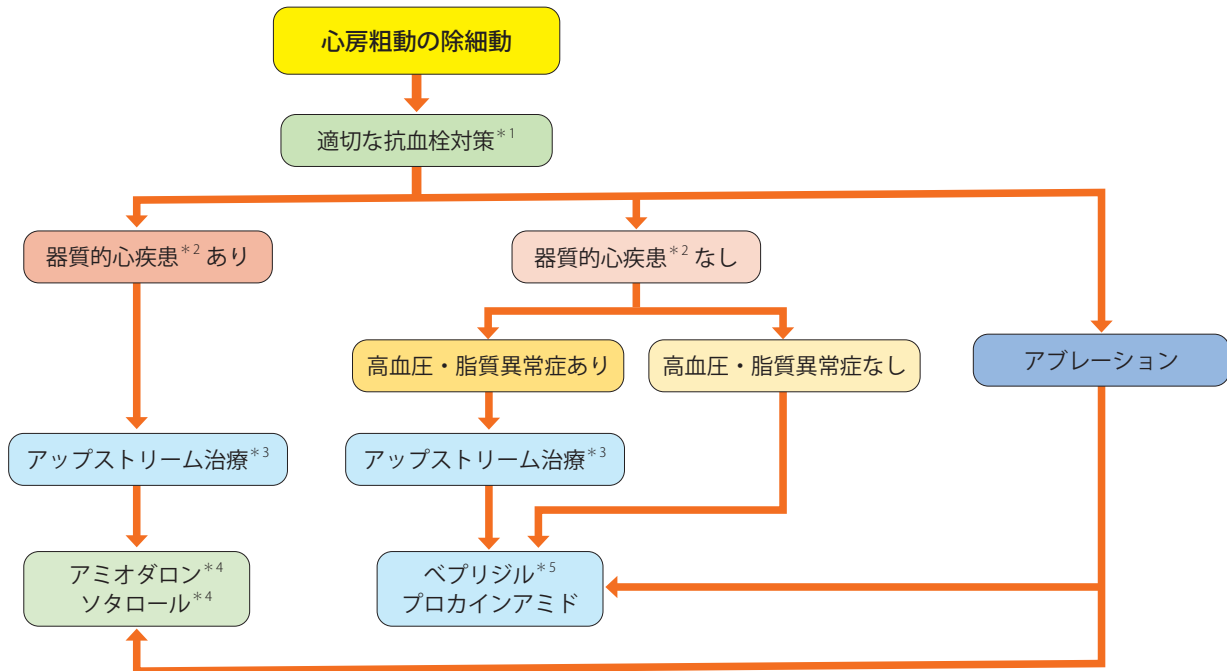 心房粗動の除細動
適切な抗血栓対策*1
器質的心疾患*2 あり
器質的心疾患*2 なし
高血圧・脂質異常症あり
高血圧・脂質異常症なし
アブレーション
アップストリーム治療*3
アップストリーム治療*3
アミオダロン*4
ソタロール*4
ベプリジル*5
プロカインアミド